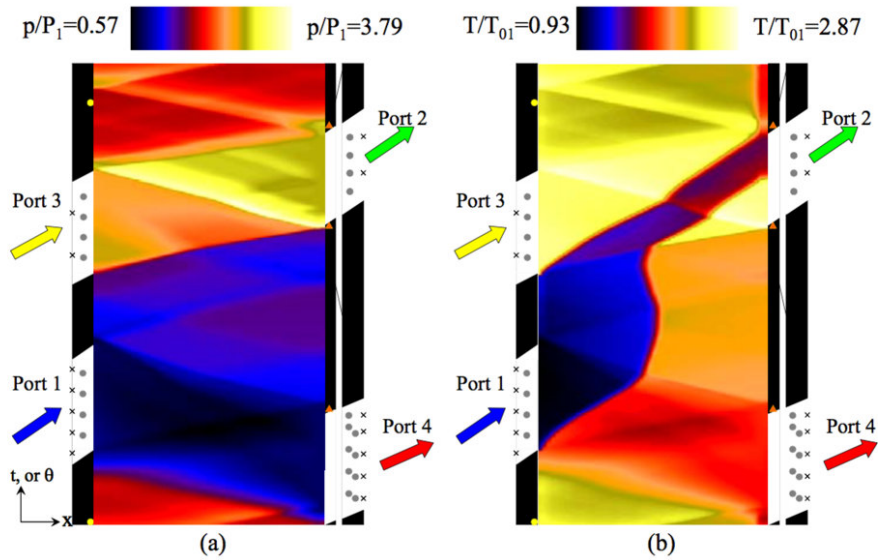 p/P1=0.57 p/P1=3.79 T/T01=0.93 T/T01=2.87
Port 2 Port 2
Port 3 Port 3
Port 1 Port 1
Port 4 Port 4
t, or θ
x
(a) (b)